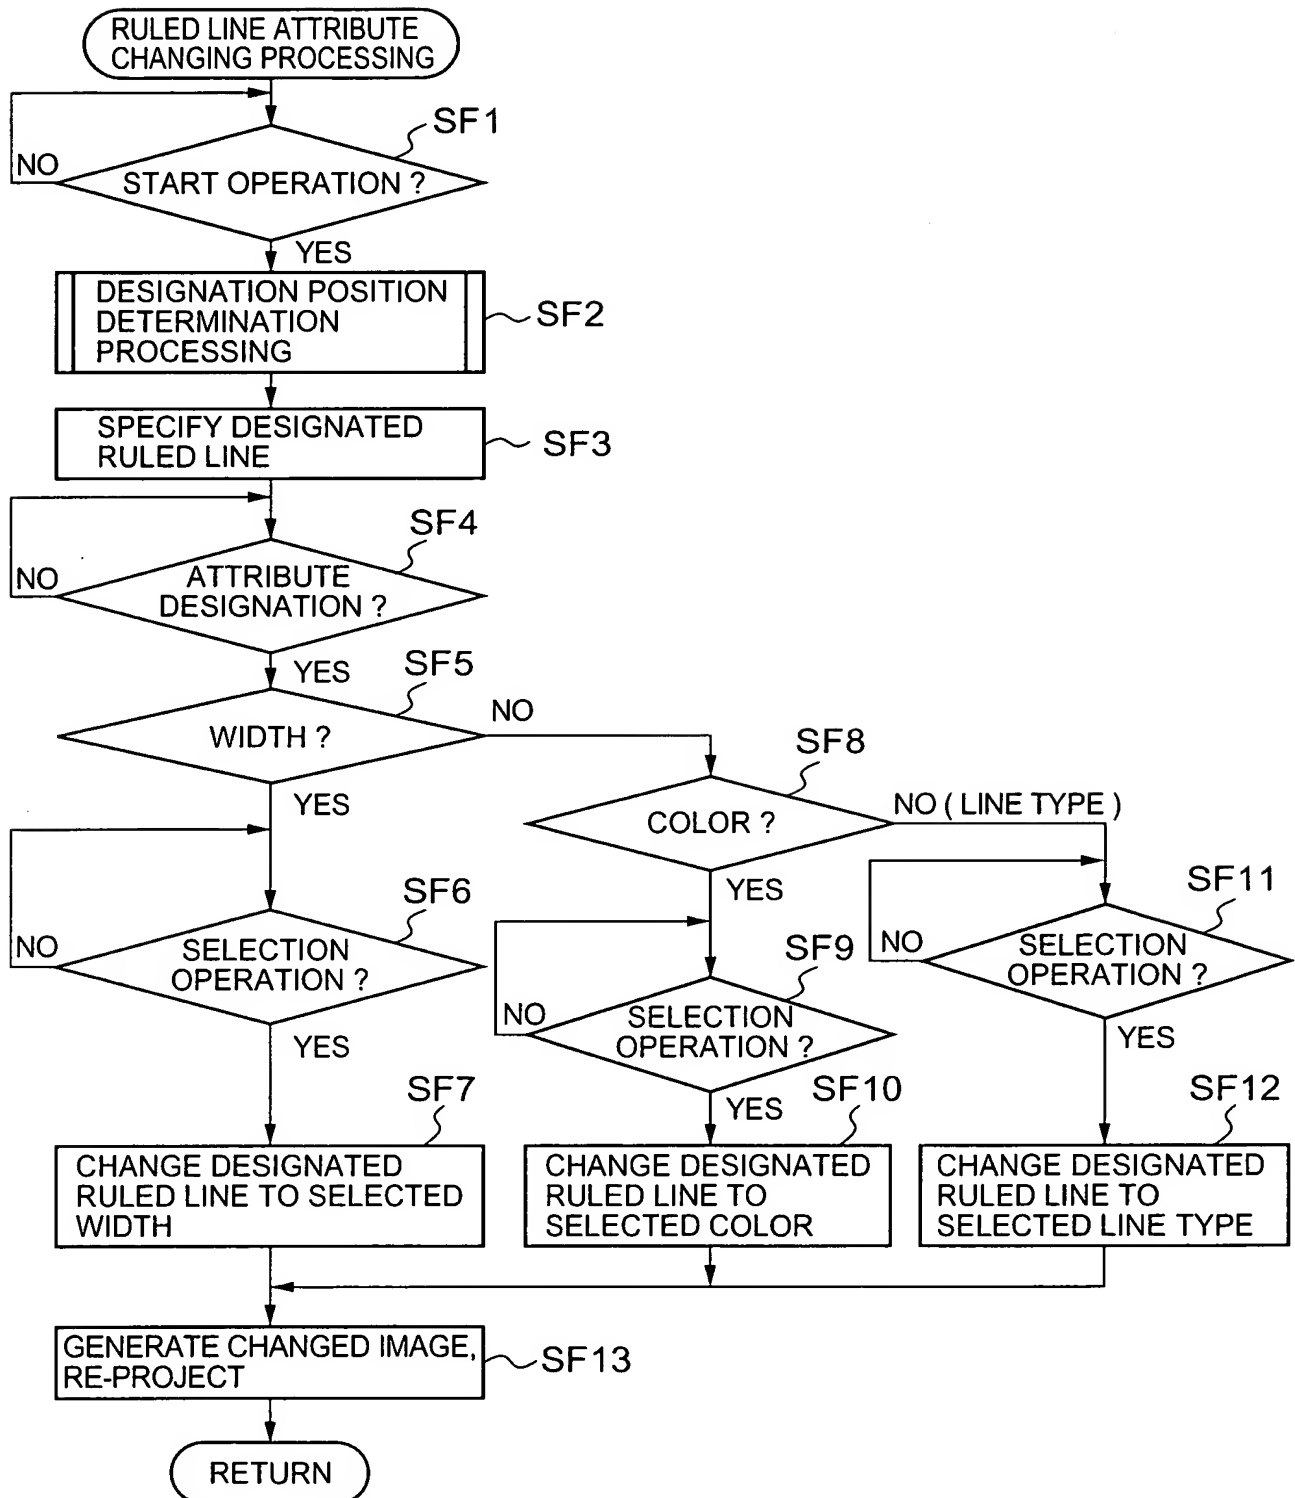 RULED LINE ATTRIBUTE
CHANGING PROCESSING
SF1
NO
START OPERATION ?
YES
DESIGNATION POSITION
DETERMINATION
PROCESSING
SF2
SPECIFY DESIGNATED
RULED LINE
SF3
SF4
NO
ATTRIBUTE
DESIGNATION ?
YES
SF5
WIDTH ?
NO
YES
SF8
COLOR ?
NO ( LINE TYPE )
YES
SF6
NO
SELECTION
OPERATION ?
YES
SF9
NO
SELECTION
OPERATION ?
YES
SF11
NO
SELECTION
OPERATION ?
YES
SF7
CHANGE DESIGNATED
RULED LINE TO SELECTED
WIDTH
SF10
CHANGE DESIGNATED
RULED LINE TO
SELECTED COLOR
SF12
CHANGE DESIGNATED
RULED LINE TO
SELECTED LINE TYPE
GENERATE CHANGED IMAGE,
RE-PROJECT
SF13
RETURN